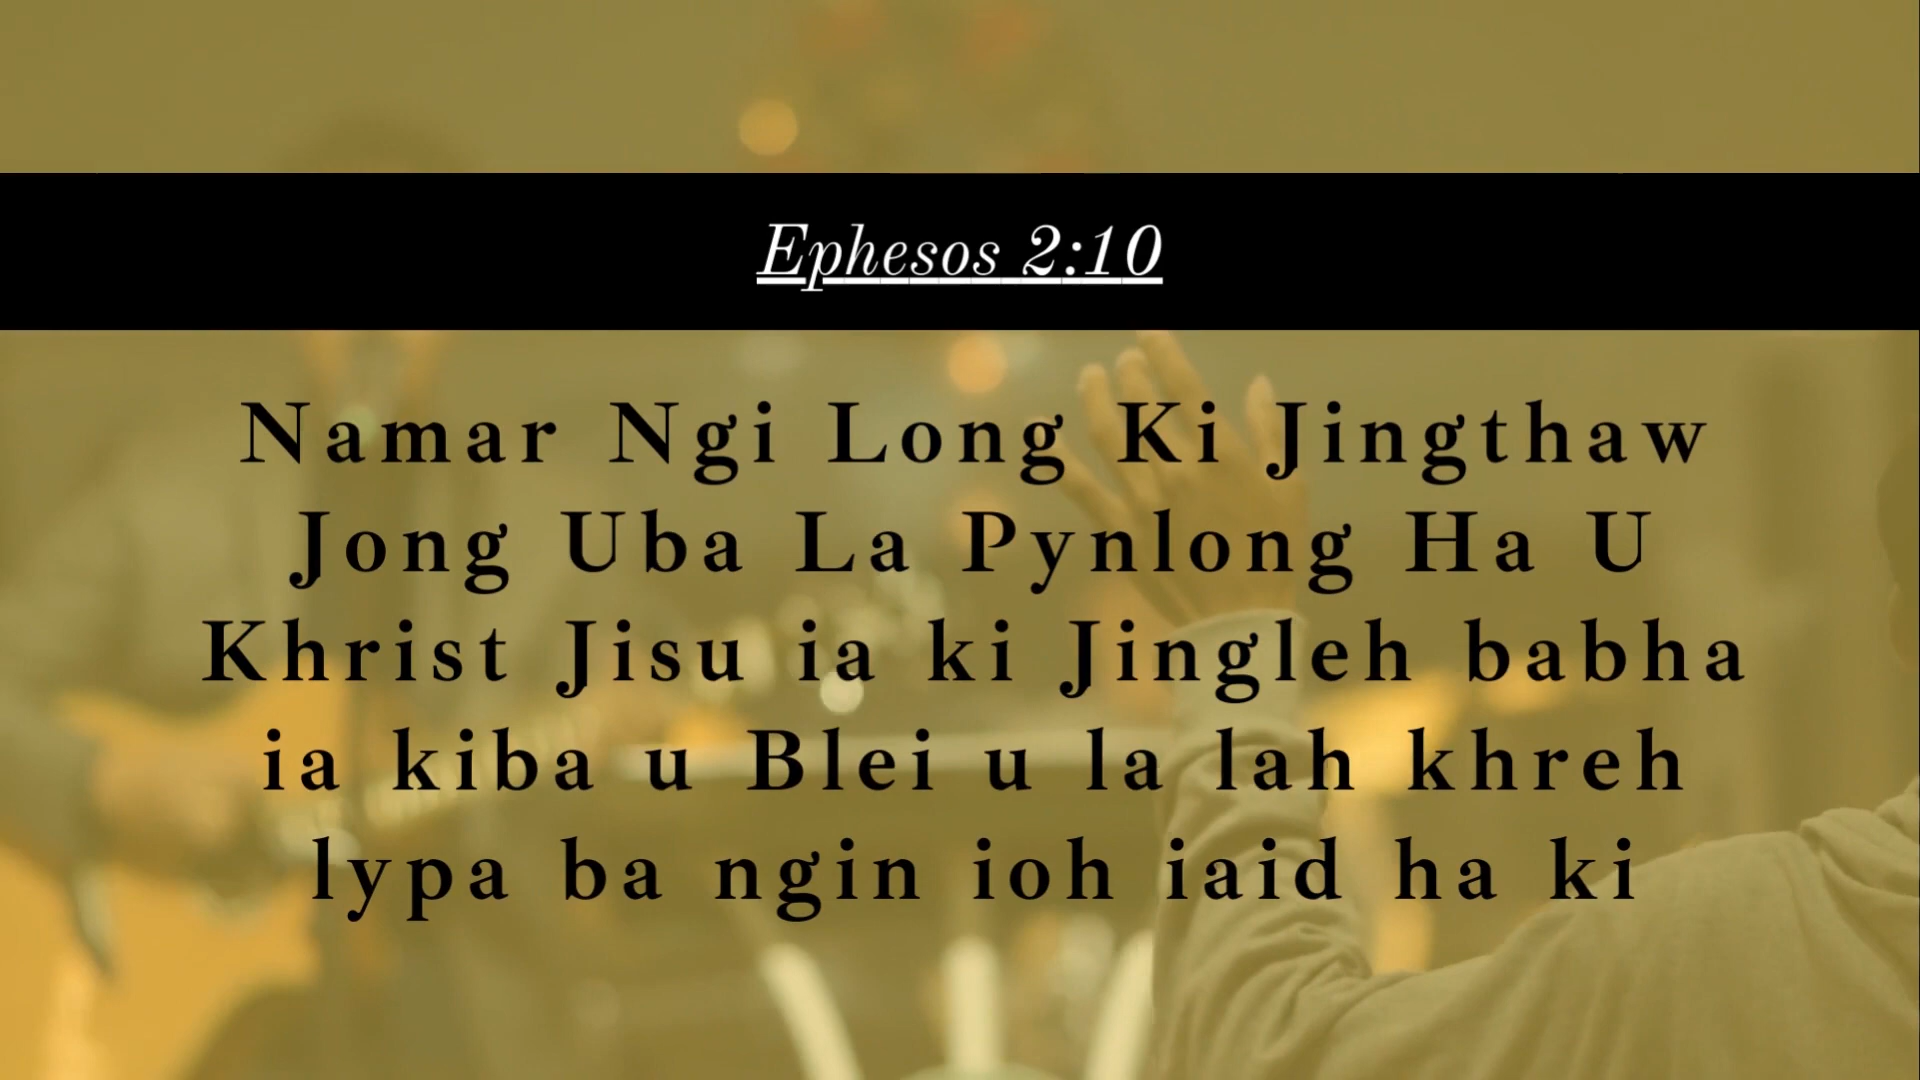 Ephesos 2:10
Namar Ngi Long Ki Jingthaw
Jong Uba La Pynlong Ha U
Khrist Jisu ia ki Jingleh babha
ia kiba u Blei u la lah khreh
lypa ba ngin ioh iaid ha ki